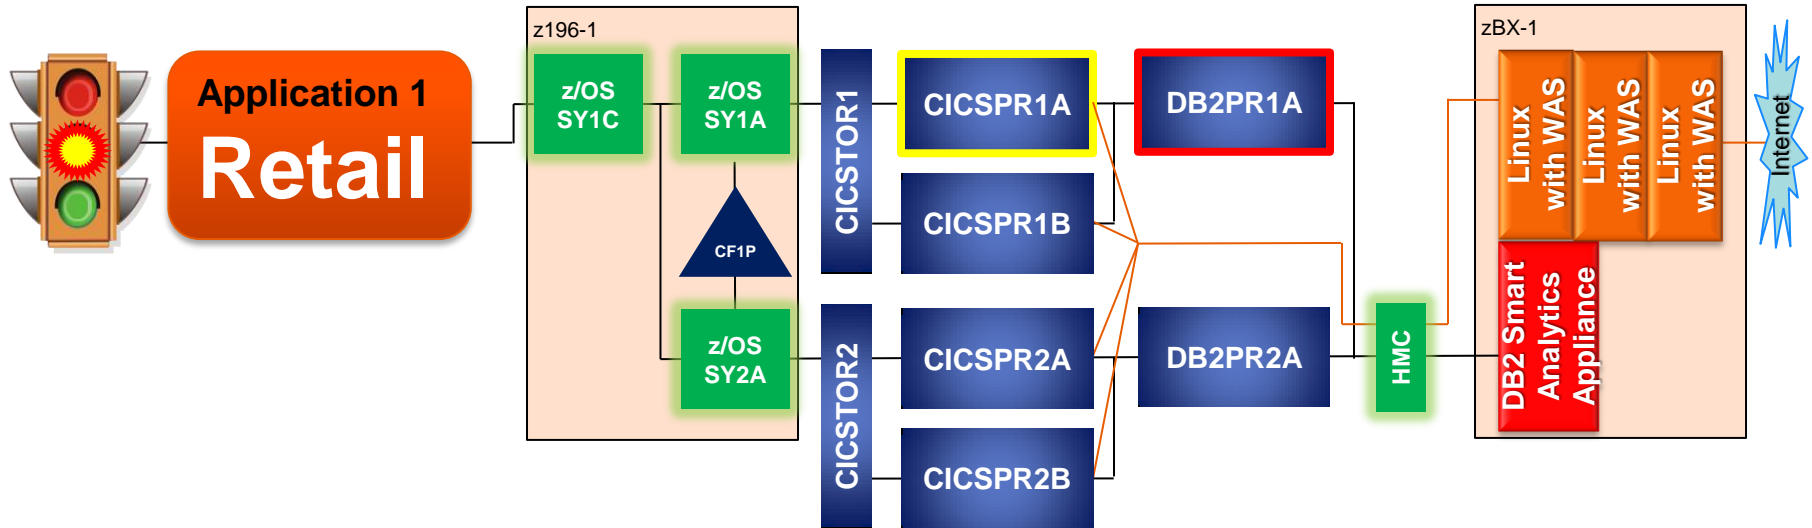 z196-1
zBX-1
Application 1
Retail
z/OS
SY1C
z/OS
SY1A
CF1P
z/OS
SY2A
CICSTOR1
CICSTOR2
CICSPR1A
CICSPR1B
CICSPR2A
CICSPR2B
DB2PR1A
DB2PR2A
HMC
Linux
with WAS
Linux
with WAS
Linux
with WAS
DB2 Smart
Analytics
Appliance
Internet